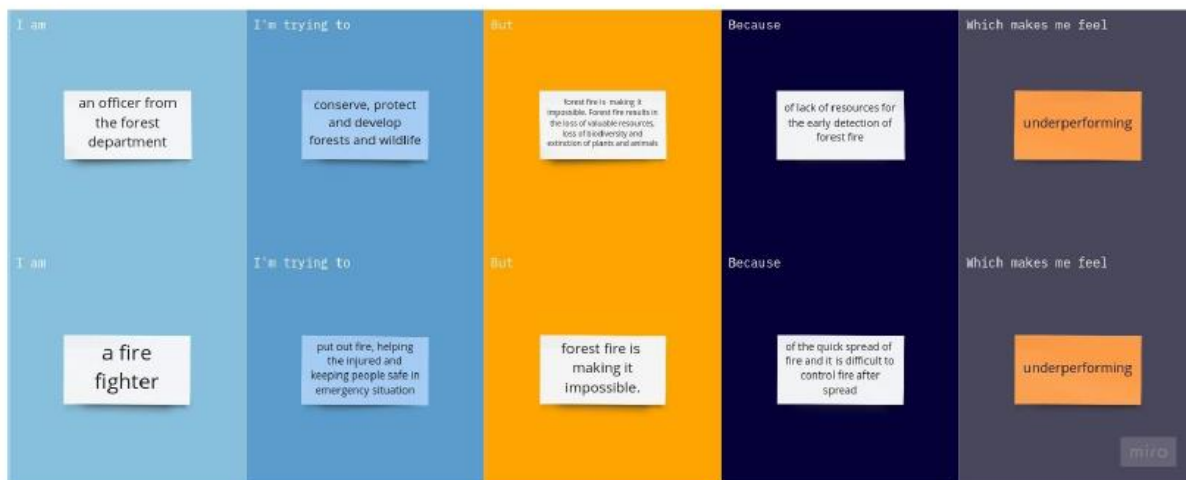 I am
I'm trying to
But
Because
Which makes me feel
an officer from
the forest
department
conserve, protect
and develop
forests and wildlife
forest fire is making it
impossible. Forest fire results in
the loss of valuable resources,
loss of biodiversity and
extinction of plants and animals
of lack of resources for
the early detection of
forest fire
underperforming
I am
I'm trying to
But
Because
Which makes me feel
a fire
fighter
put out fire, helping
the injured and
keeping people safe in
emergency situation
forest fire is
making it
impossible.
of the quick spread of
fire and it is difficult to
control fire after
spread
underperforming
miro